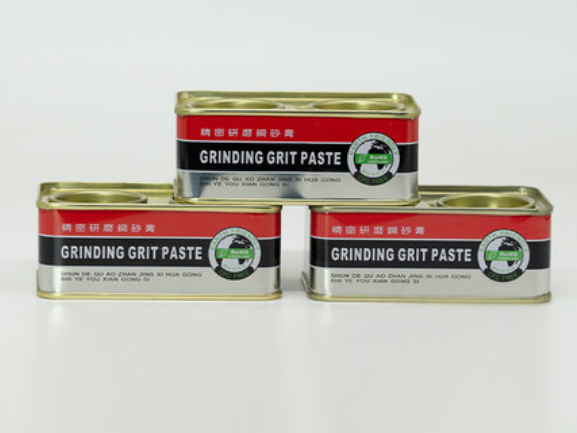 精密研磨鋼砂膏
GRINDING GRIT PASTE
RoHS
SHUN DE QU AO ZHAN JING XI HUA GONG
SHI YE YOU XIAN GONG SI
精密研磨鋼砂膏
GRINDING GRIT PASTE
RoHS
SHUN DE QU AO ZHAN JING XI HUA GONG
SHI YE YOU XIAN GONG SI
精密研磨鋼砂膏
GRINDING GRIT PASTE
RoHS
SHUN DE QU AO ZHAN JING XI HUA GONG
SHI YE YOU XIAN GONG SI